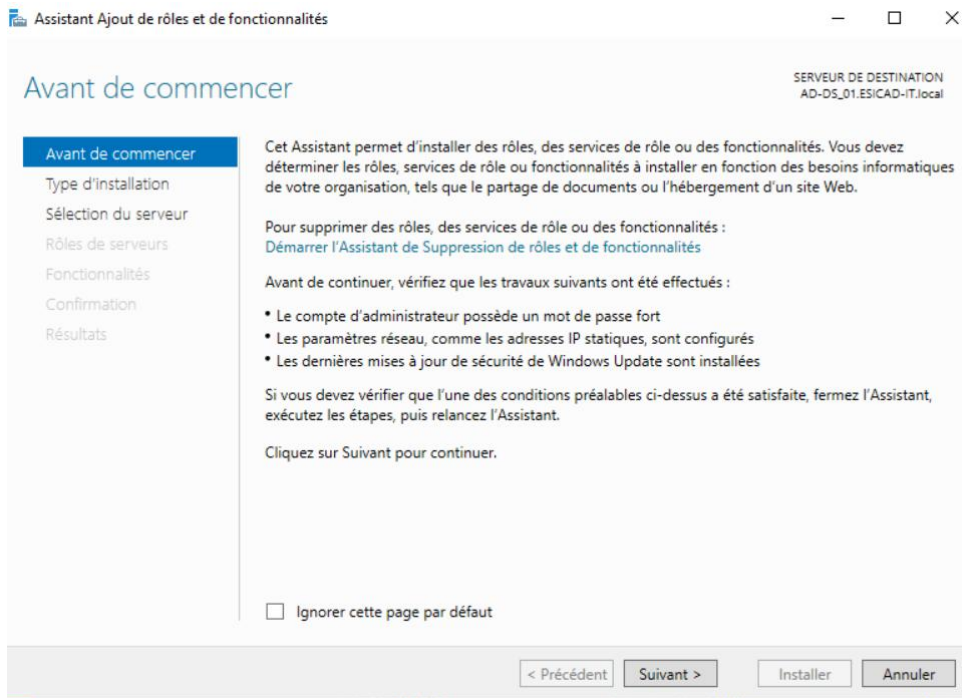 Assistant Ajout de rôles et de fonctionnalités
Avant de commencer
SERVEUR DE DESTINATION
AD-DS_01.ESICAD-IT.local
Avant de commencer
Type d'installation
Sélection du serveur
Rôles de serveurs
Fonctionnalités
Confirmation
Résultats
Cet Assistant permet d'installer des rôles, des services de rôle ou des fonctionnalités. Vous devez
déterminer les rôles, services de rôle ou fonctionnalités à installer en fonction des besoins informatiques
de votre organisation, tels que le partage de documents ou l'hébergement d'un site Web.
Pour supprimer des rôles, des services de rôle ou des fonctionnalités :
Démarrer l'Assistant de Suppression de rôles et de fonctionnalités
Avant de continuer, vérifiez que les travaux suivants ont été effectués :
• Le compte d'administrateur possède un mot de passe fort
• Les paramètres réseau, comme les adresses IP statiques, sont configurés
• Les dernières mises à jour de sécurité de Windows Update sont installées
Si vous devez vérifier que l'une des conditions préalables ci-dessus a été satisfaite, fermez l'Assistant,
exécutez les étapes, puis relancez l'Assistant.
Cliquez sur Suivant pour continuer.
Ignorer cette page par défaut
< Précédent
Suivant >
Installer
Annuler